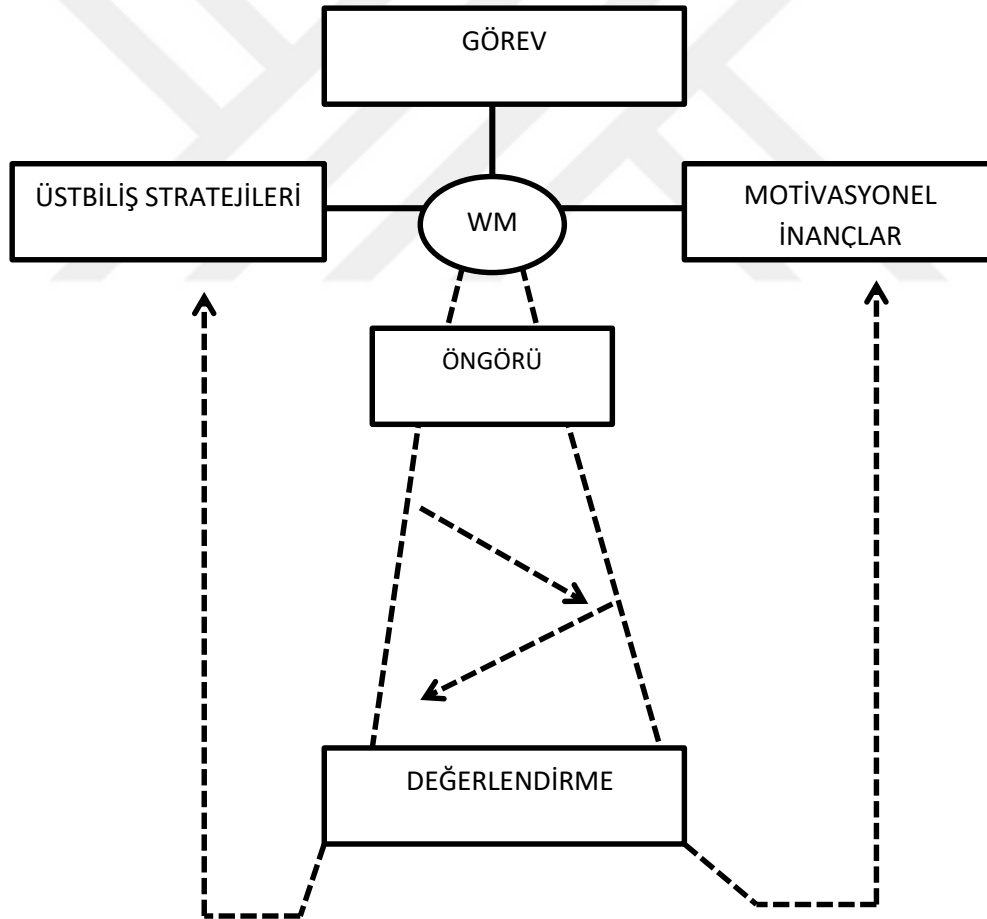 GÖREV
ÜSTBİLİŞ STRATEJİLERİ
WM
MOTİVASYONEL
İNANÇLAR
ÖNGÖRÜ
DEĞERLENDİRME